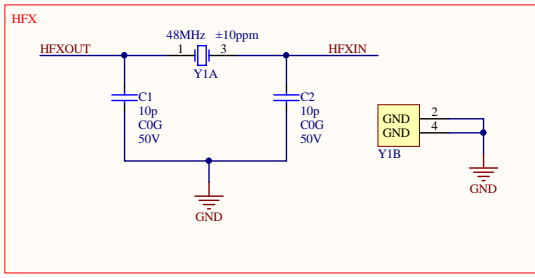 HFX
48MHz ±10ppm
HFXOUT
1
3
HFXIN
Y1A
C1
10p
C0G
50V
C2
10p
C0G
50V
GND 2
GND 4
Y1B
GND
GND